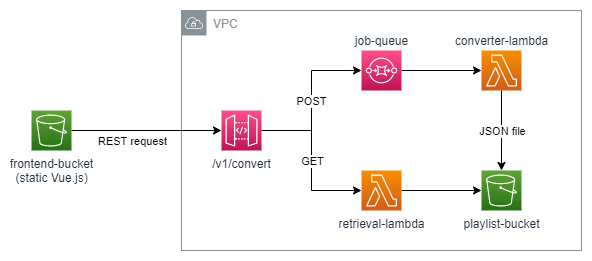 VPC
job-queue
converter-lambda
POST
REST request
JSON file
frontend-bucket
(static Vue.js)
/v1/convert
GET
retrieval-lambda
playlist-bucket